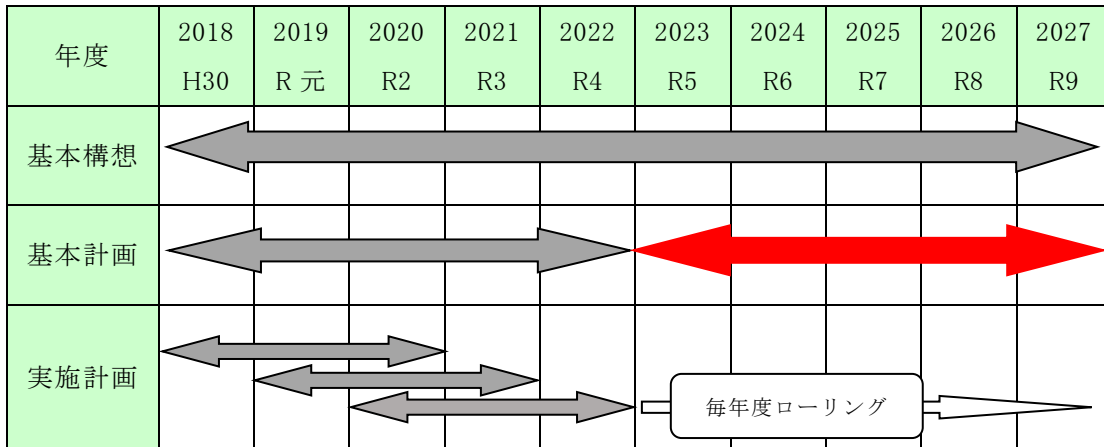 年度 2018 2019 2020 2021 2022 2023 2024 2025 2026 2027
H30 R 元 R2 R3 R4 R5 R6 R7 R8 R9
基本構想
基本計画
実施計画
毎年度ローリング